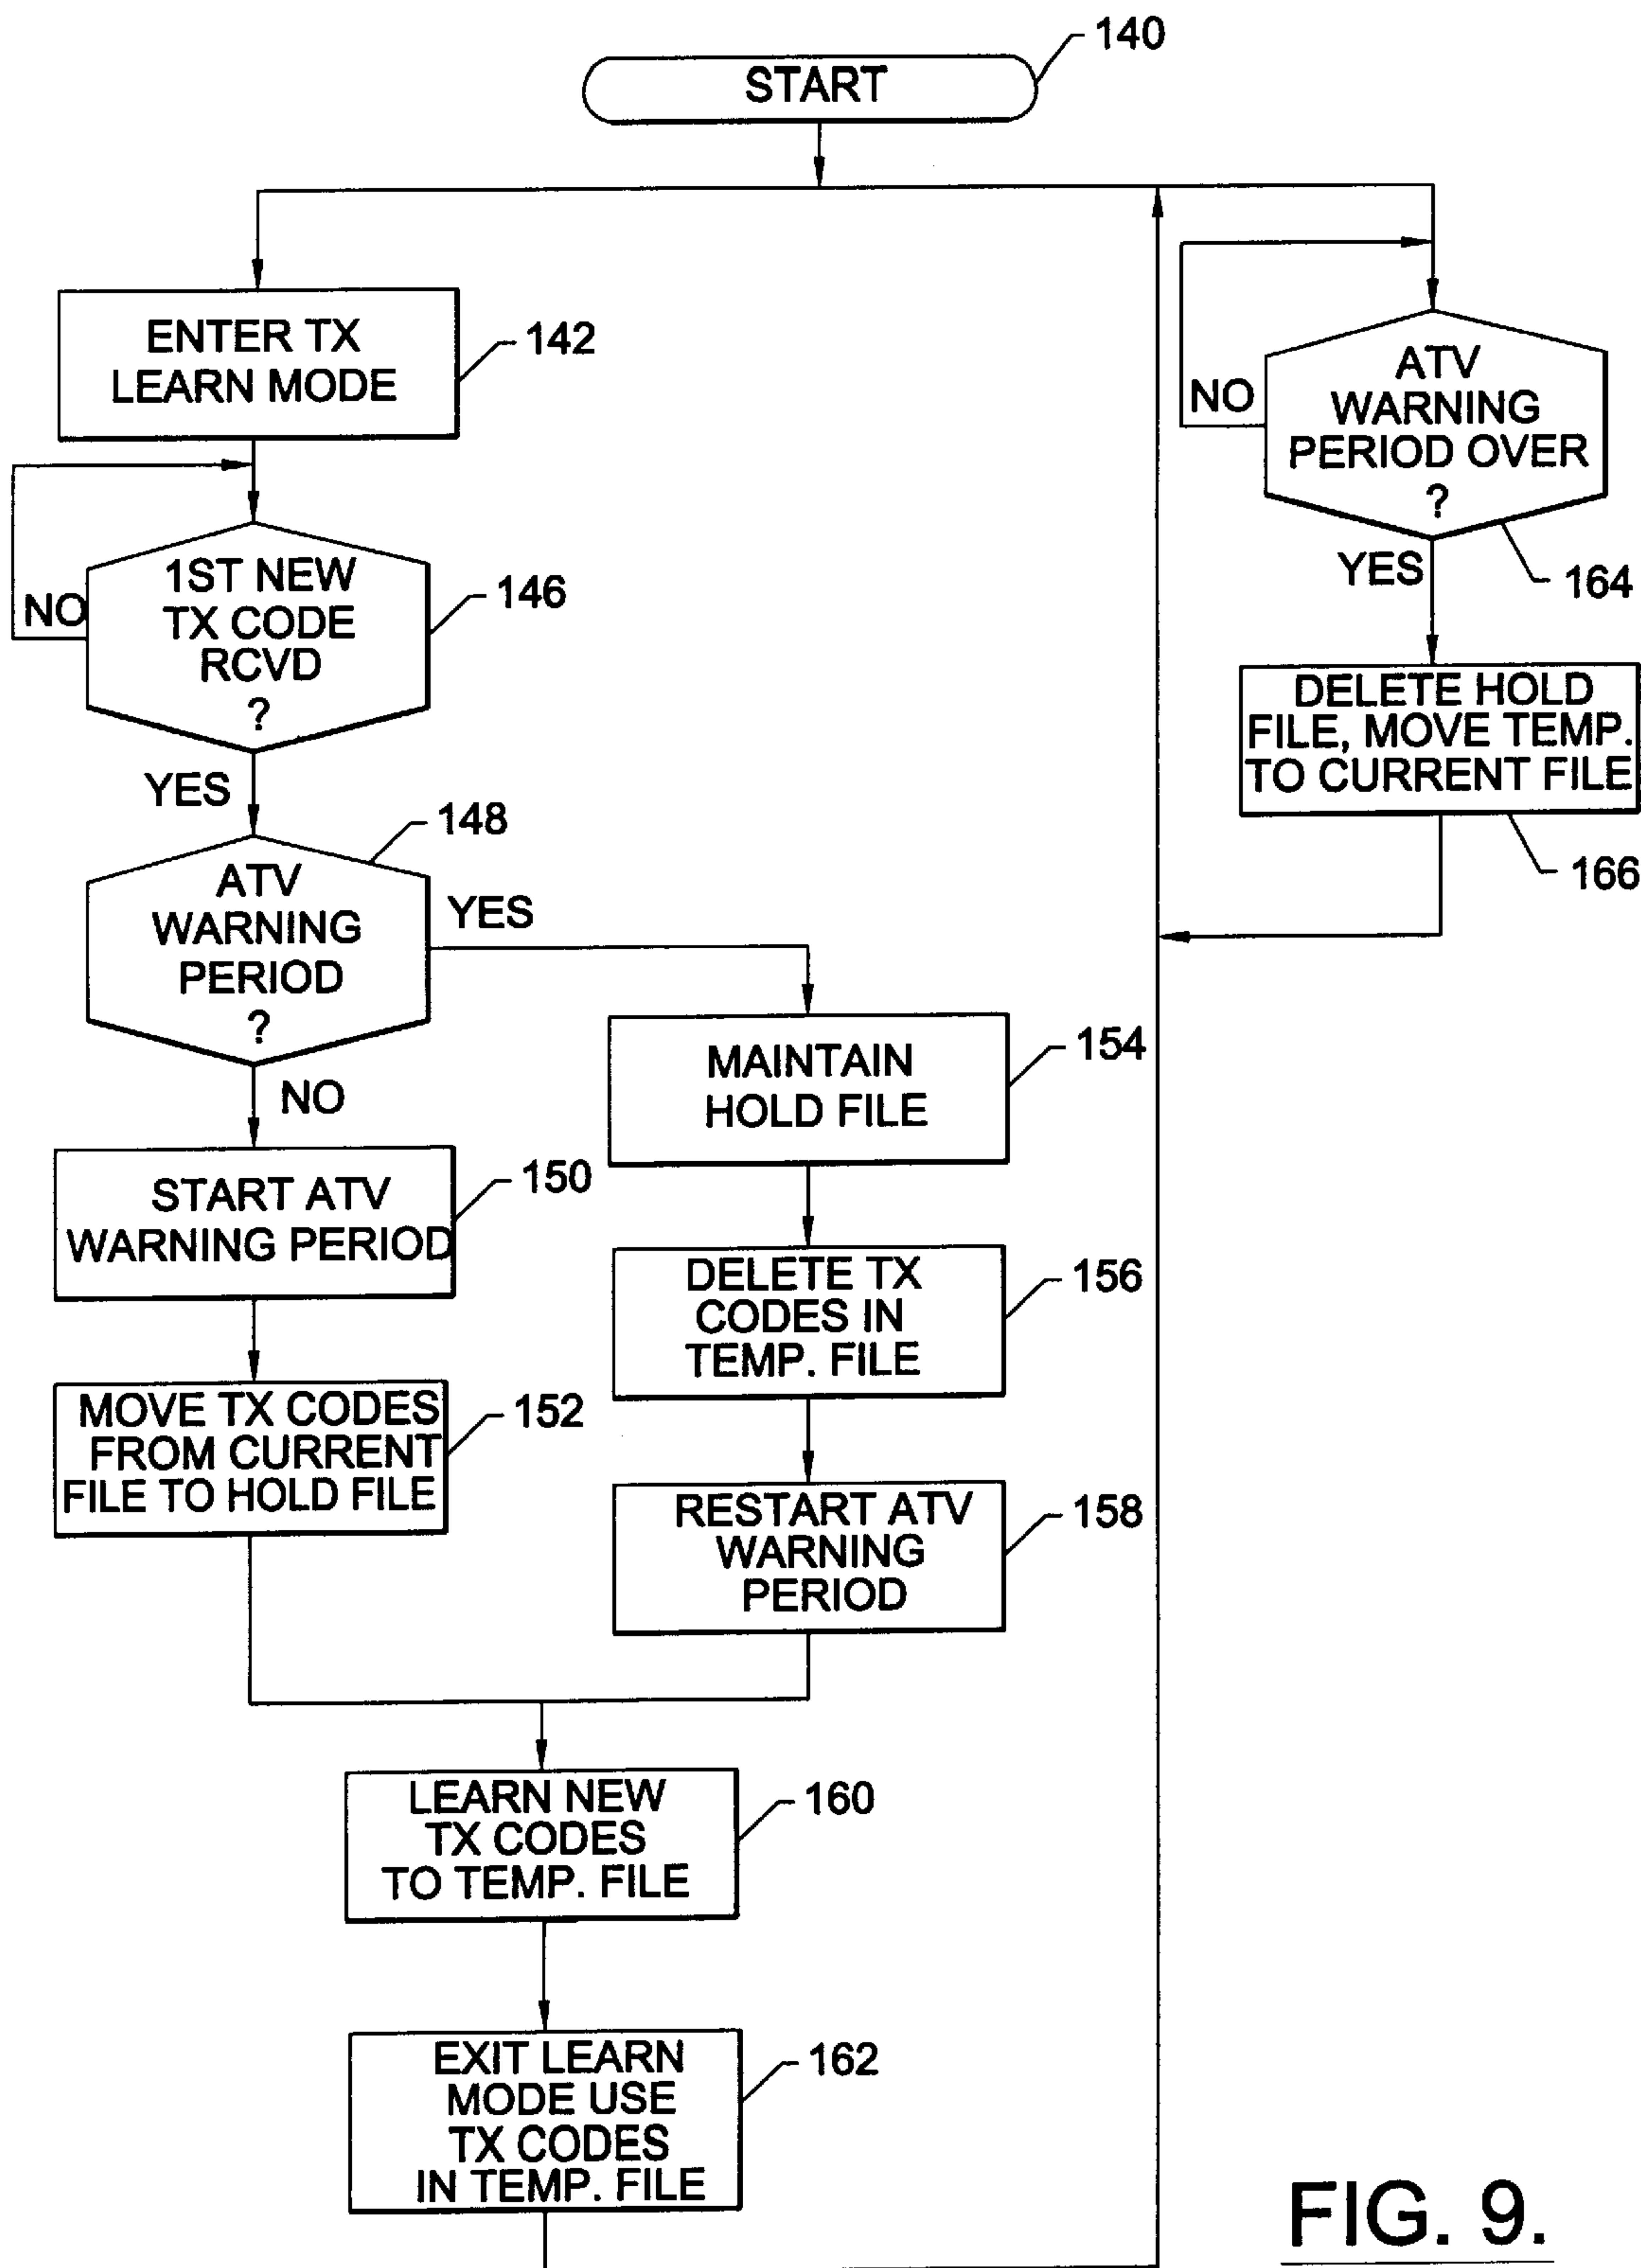 START
140
ENTER TX
LEARN MODE
142
NO
1ST NEW
TX CODE
RCVD
?
146
YES
ATV
WARNING
PERIOD
?
148
YES
NO
START ATV
WARNING PERIOD
150
MOVE TX CODES
FROM CURRENT
FILE TO HOLD FILE
152
MAINTAIN
HOLD FILE
154
DELETE TX
CODES IN
TEMP. FILE
156
RESTART ATV
WARNING
PERIOD
158
LEARN NEW
TX CODES
TO TEMP. FILE
160
EXIT LEARN
MODE USE
TX CODES
IN TEMP. FILE
162
NO
ATV
WARNING
PERIOD OVER
?
164
YES
DELETE HOLD
FILE, MOVE TEMP.
TO CURRENT FILE
166
FIG. 9.